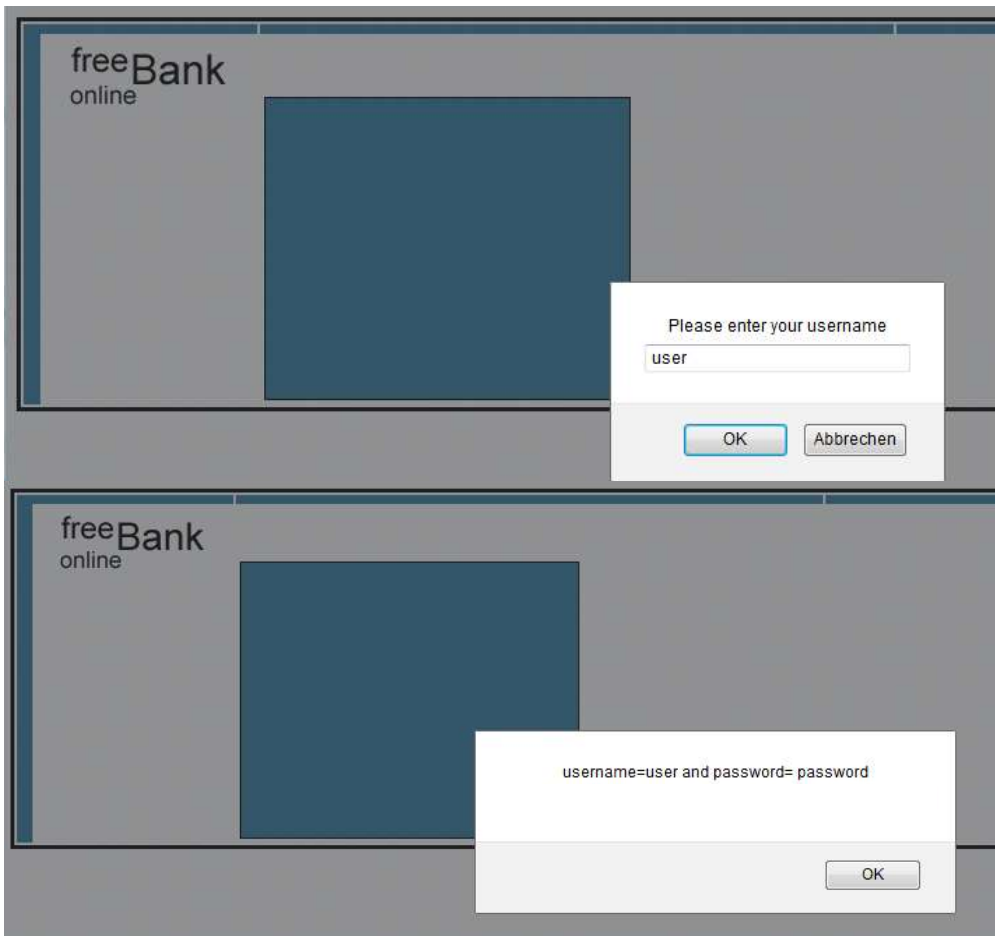 free Bank
online
Please enter your username
user
OK Abbrechen
free Bank
online
username=user and password= password
OK